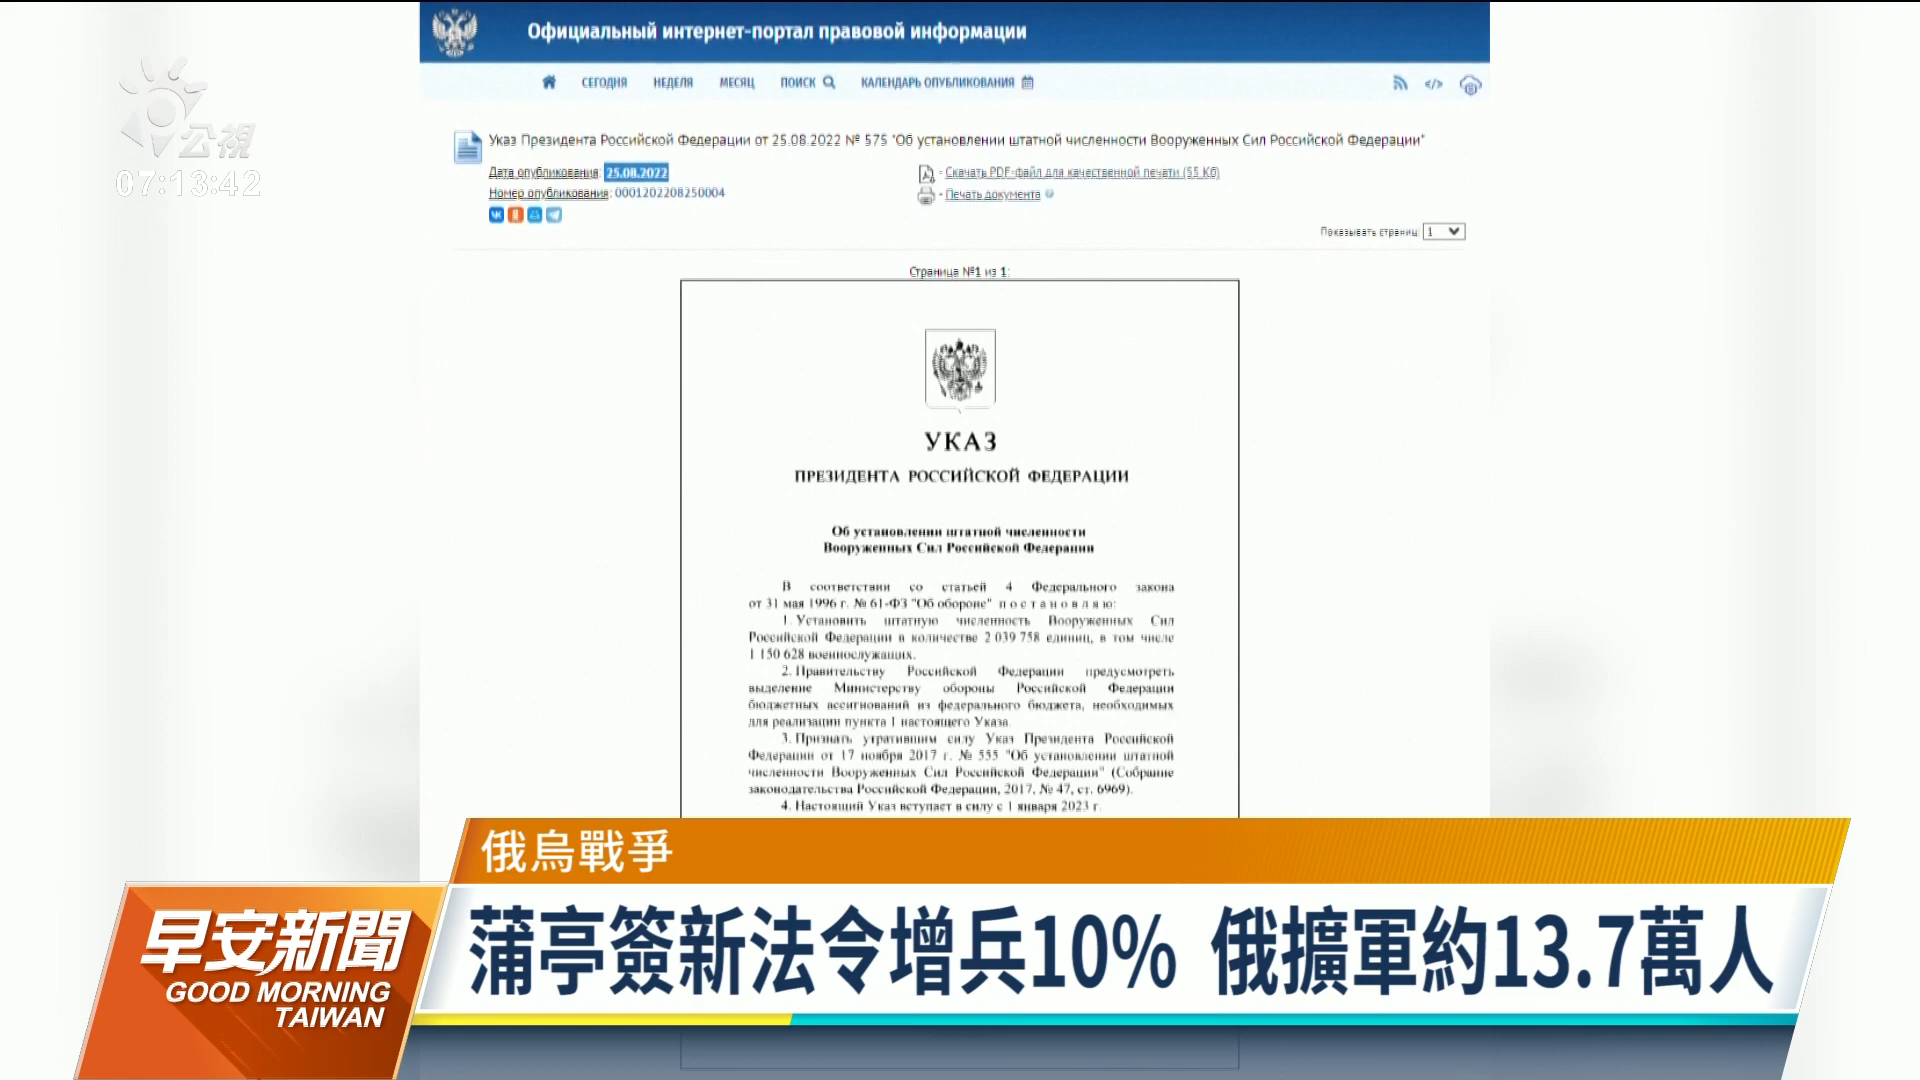 Официальный интернет-портал правовой информации
СЕГОДНЯ НЕДЕЛЯ МЕСЯЦ ПОИСК КАЛЕНДАРЬ ОПУБЛИКОВАНИЯ
公視
07:13:42
Указ Президента Российской Федерации от 25.08.2022 № 575 "Об установлении штатной численности Вооруженных Сил Российской Федерации"
Дата опубликования: 25.08.2022
- Скачать PDF-файл для качественной печати (55 Кб)
Номер опубликования: 0001202208250004
- Печать документа
Показывать страниц: 1
Страница №1 из 1:
УКАЗ
ПРЕЗИДЕНТА РОССИЙСКОЙ ФЕДЕРАЦИИ
Об установлении штатной численности
Вооруженных Сил Российской Федерации
В соответствии со статьей 4 Федерального закона
от 31 мая 1996 г. № 61-ФЗ "Об обороне" п о с т а н о в л я ю:
1. Установить штатную численность Вооруженных Сил
Российской Федерации в количестве 2 039 758 единиц, в том числе
1 150 628 военнослужащих.
2. Правительству Российской Федерации предусмотреть
выделение Министерству обороны Российской Федерации
бюджетных ассигнований из федерального бюджета, необходимых
для реализации пункта 1 настоящего Указа.
3. Признать утратившим силу Указ Президента Российской
Федерации от 17 ноября 2017 г. № 555 "Об установлении штатной
численности Вооруженных Сил Российской Федерации" (Собрание
законодательства Российской Федерации, 2017, № 47, ст. 6969).
4. Настоящий Указ вступает в силу с 1 января 2023 г.
俄烏戰爭
蒲亭簽新法令增兵10% 俄擴軍約13.7萬人
早安新聞
GOOD MORNING
TAIWAN